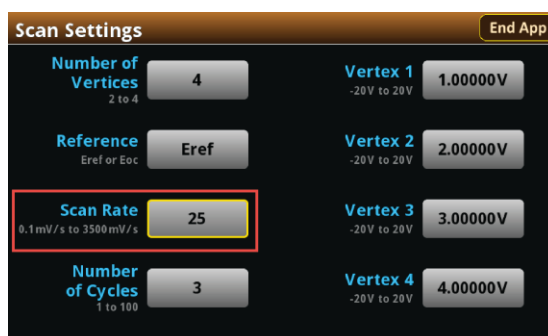 Scan Settings
End App
Number of
Vertices
2 to 4
4
Vertex 1
-20V to 20V
1.00000V
Reference
Eref or Eoc
Eref
Vertex 2
-20V to 20V
2.00000V
Scan Rate
0.1mV/s to 3500mV/s
25
Vertex 3
-20V to 20V
3.00000V
Number
of Cycles
1 to 100
3
Vertex 4
-20V to 20V
4.00000V